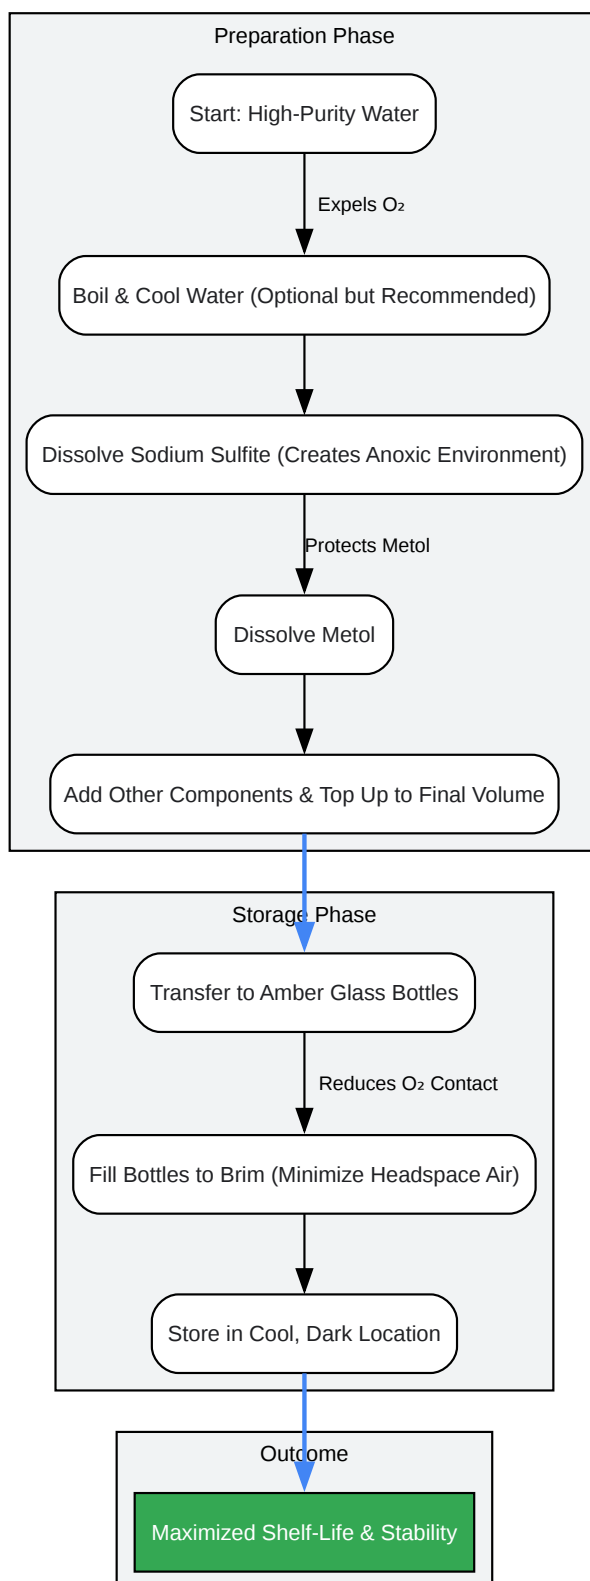 Preparation Phase
Start: High-Purity Water
Expels O₂
Boil & Cool Water (Optional but Recommended)
Dissolve Sodium Sulfite (Creates Anoxic Environment)
Protects Metol
Dissolve Metol
Add Other Components & Top Up to Final Volume
Storage Phase
Transfer to Amber Glass Bottles
Reduces O₂ Contact
Fill Bottles to Brim (Minimize Headspace Air)
Store in Cool, Dark Location
Outcome
Maximized Shelf-Life & Stability